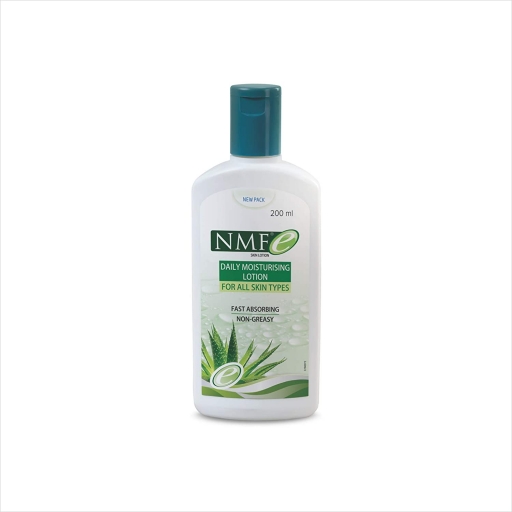 NEW PACK
200 ml
NMFe
SKIN LOTION
DAILY MOISTURISING
LOTION
FOR ALL SKIN TYPES
FAST ABSORBING
NON-GREASY
e